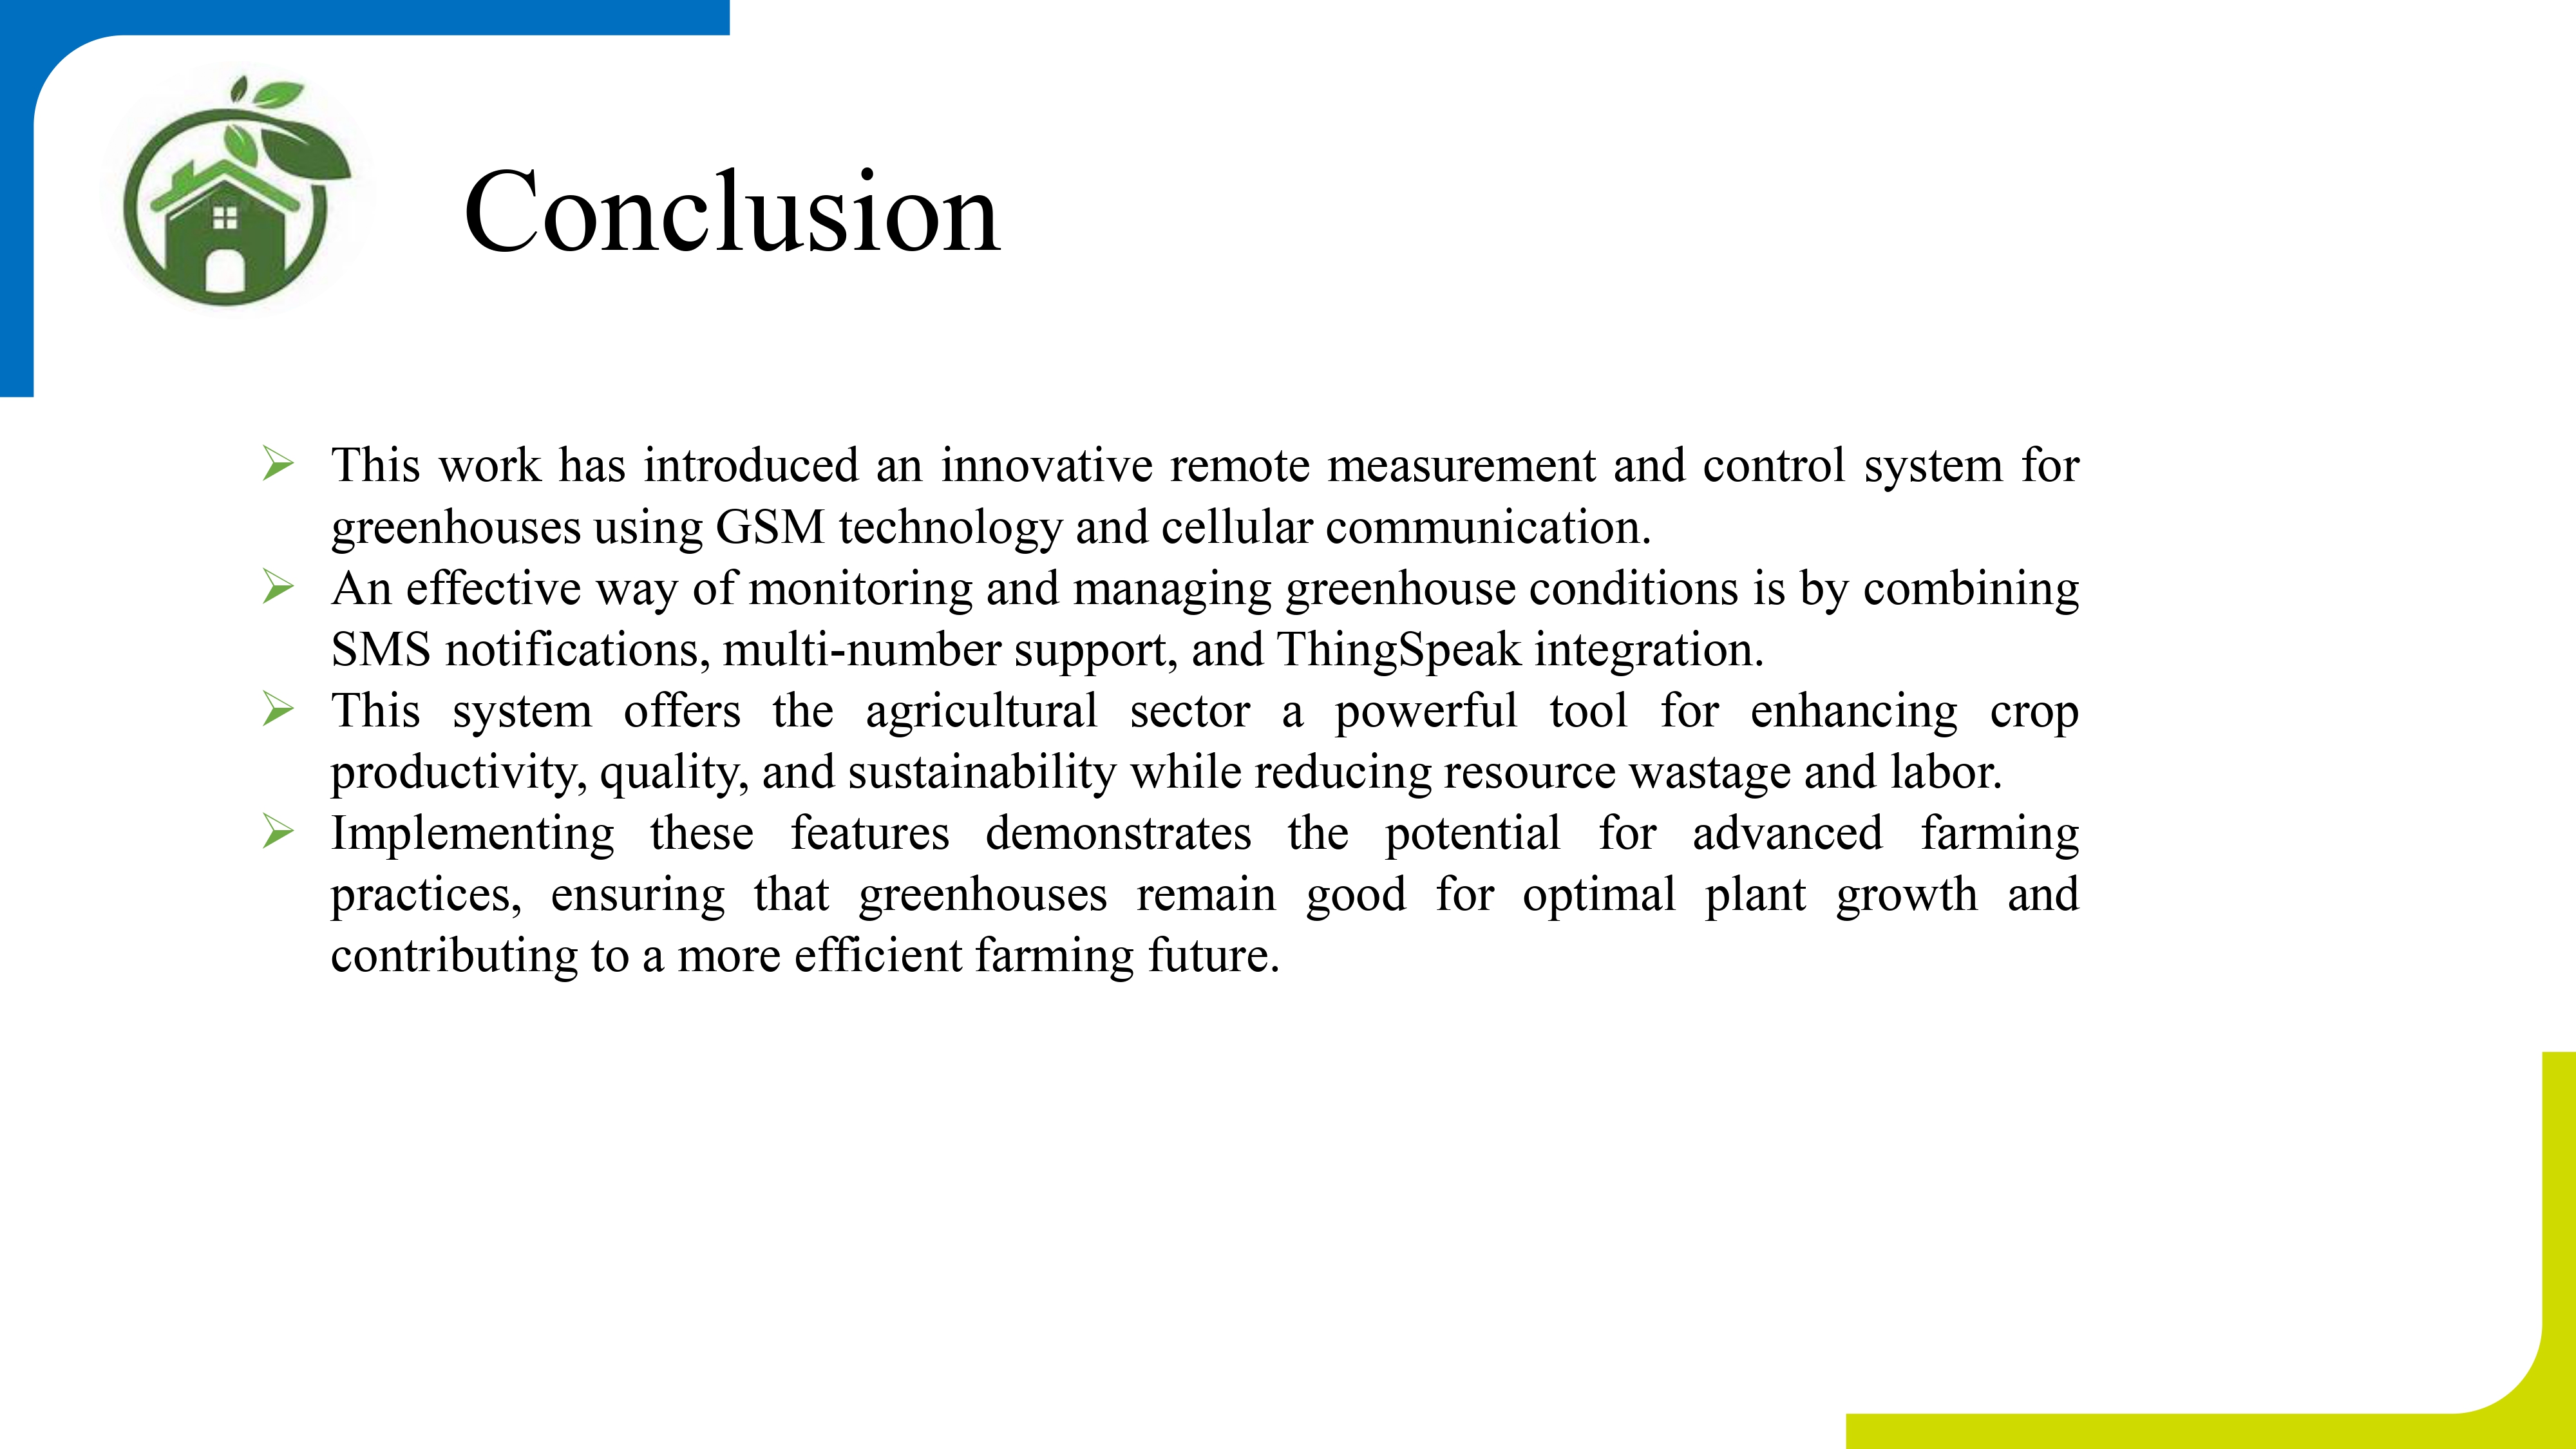 Conclusion
➢ This work has introduced an innovative remote measurement and control system for
greenhouses using GSM technology and cellular communication.
➢ An effective way of monitoring and managing greenhouse conditions is by combining
SMS notifications, multi-number support, and ThingSpeak integration.
➢ This system offers the agricultural sector a powerful tool for enhancing crop
productivity, quality, and sustainability while reducing resource wastage and labor.
➢ Implementing these features demonstrates the potential for advanced farming
practices, ensuring that greenhouses remain good for optimal plant growth and
contributing to a more efficient farming future.